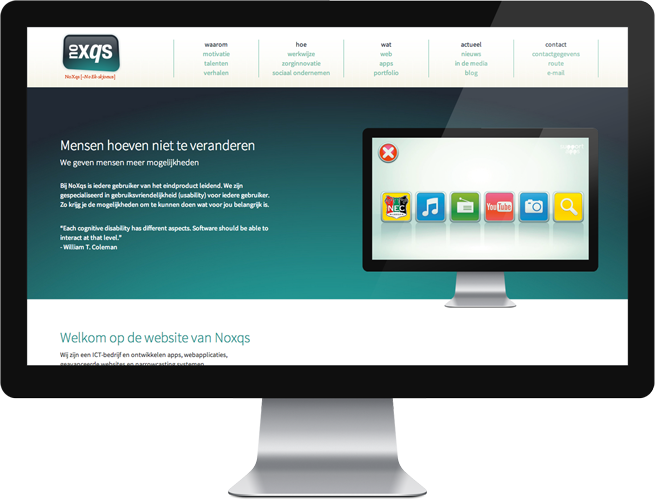 no xqs
NoXqs [-No Ek-skjoezes]
waarom
motivatie
talenten
verhalen
hoe
werkwijze
zorginnovatie
sociaal ondernemen
wat
web
apps
portfolio
actueel
nieuws
in de media
blog
contact
contactgegevens
route
e-mail
Mensen hoeven niet te veranderen
We geven mensen meer mogelijkheden
Bij NoXqs is iedere gebruiker van het eindproduct leidend. We zijn
gespecialiseerd in gebruiksvriendelijkheid (usability) voor iedere gebruiker.
Zo krijg je de mogelijkheden om te kunnen doen wat voor jou belangrijk is.
"Each cognitive disability has different aspects. Software should be able to
interact at that level."
- William T. Coleman
NEC
YouTube
Welkom op de website van Noxqs
Wij zijn een ICT-bedrijf en ontwikkelen apps, webapplicaties,
geavanceerde websites en narrowcasting systemen